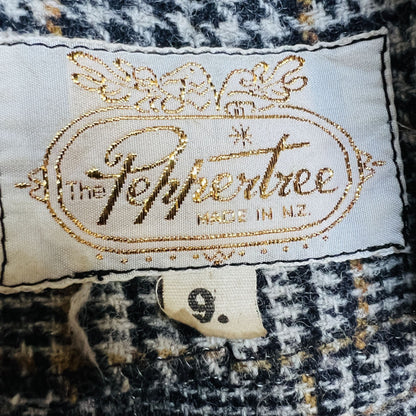 The Peppertree
MADE IN N.Z.
9.